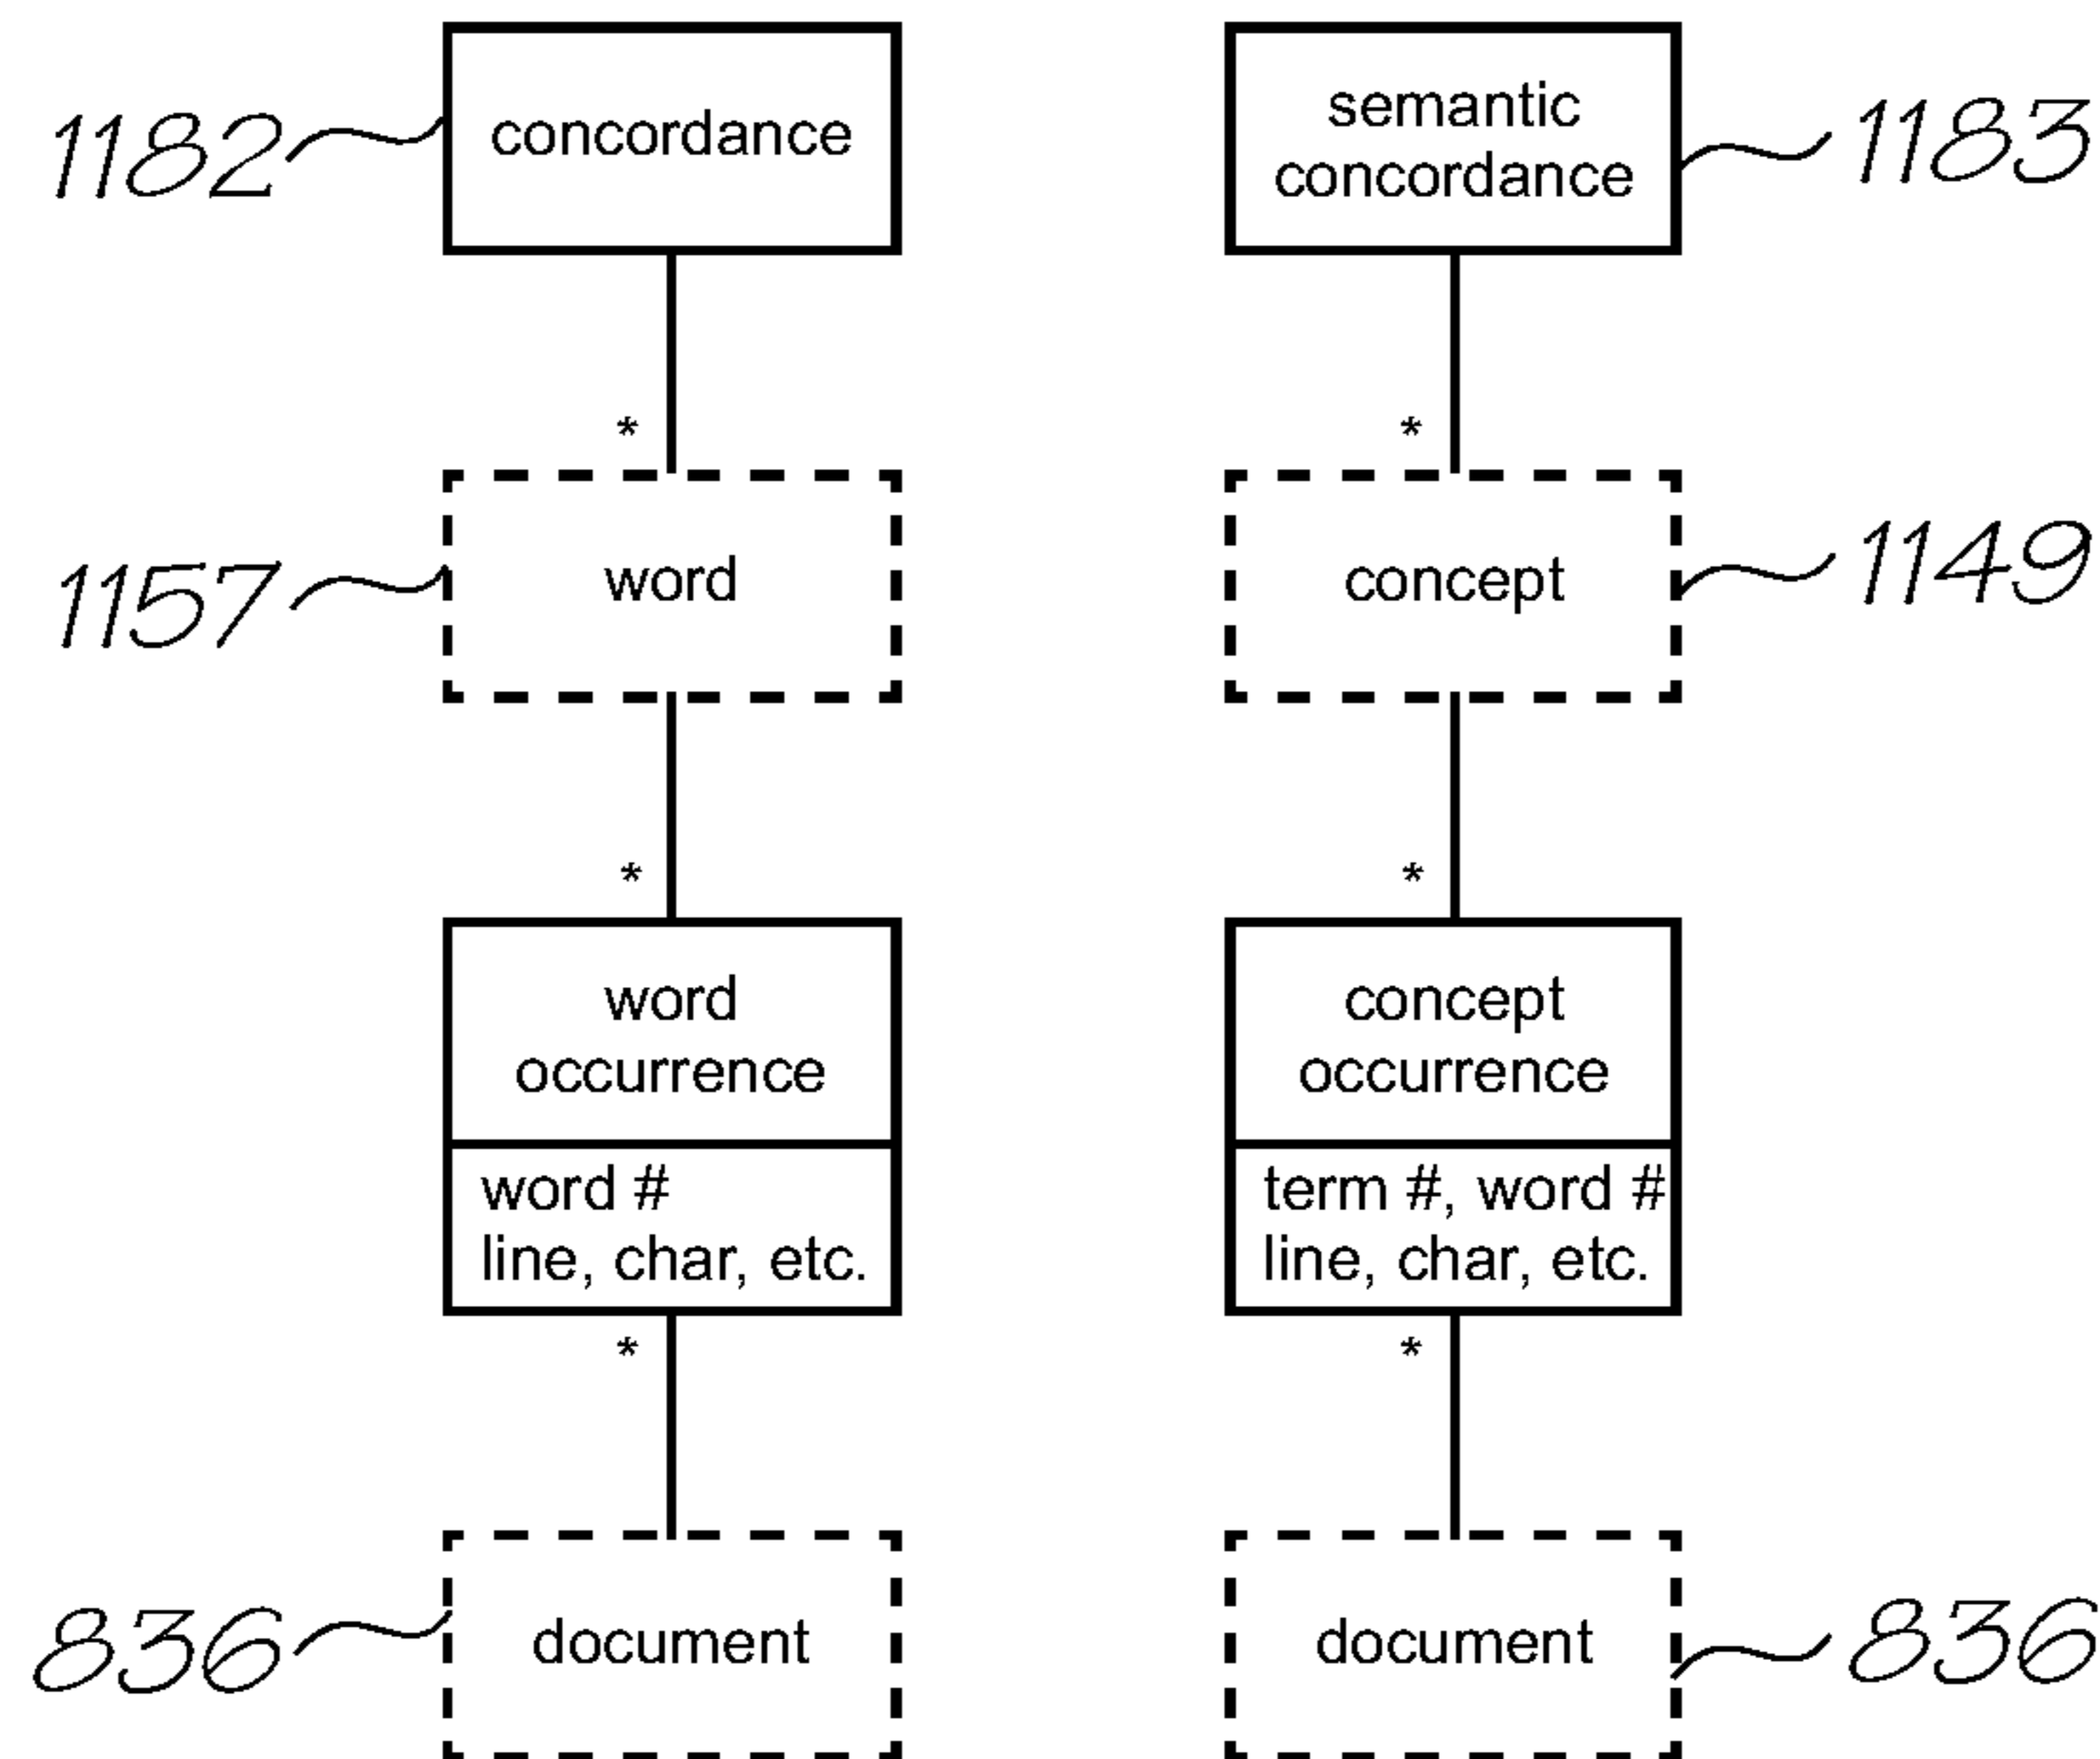 1182
concordance
semantic
concordance
1183
*
*
1157
word
concept
1149
*
*
word
occurrence
concept
occurrence
word #
line, char, etc.
term #, word #
line, char, etc.
*
*
836
document
document
836